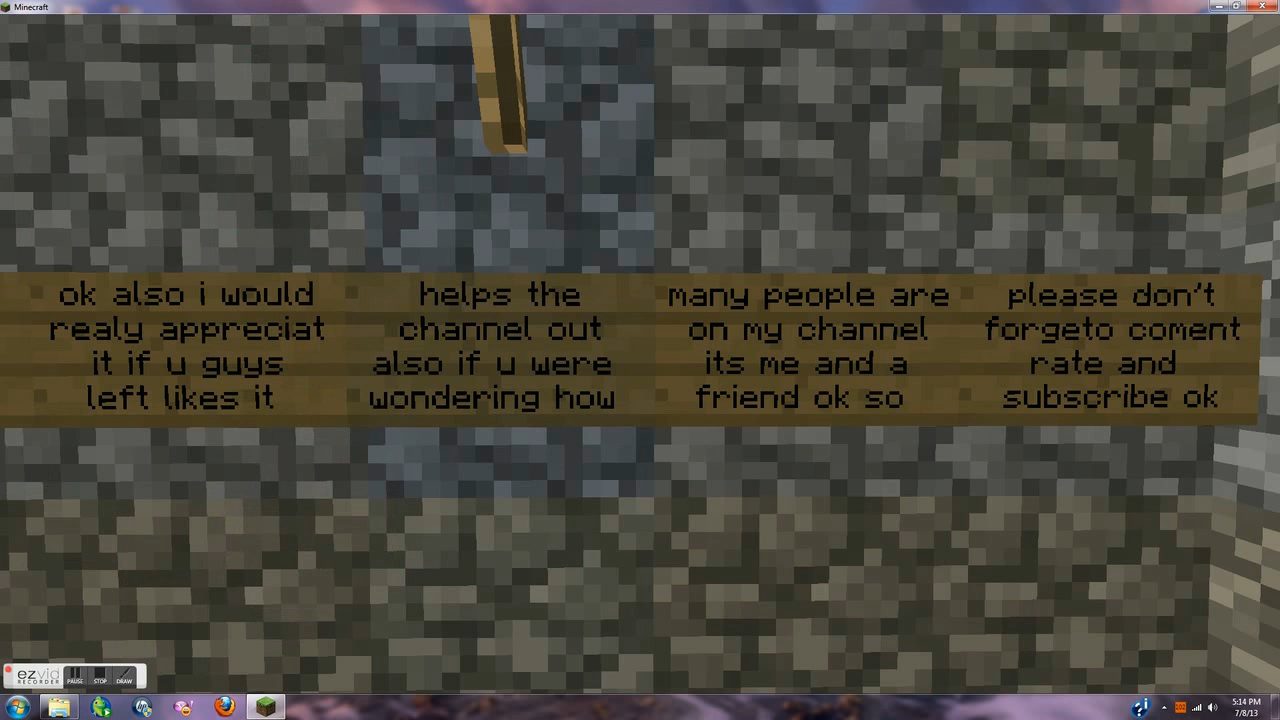 Minecraft
ok also i would
realy appreciat
it if u guys
left likes it
helps the
channel out
also if u were
wondering how
many people are
on my channel
its me and a
friend ok so
please don't
forgeto coment
rate and
subscribe ok
ezvid
RECORDER
PAUSE
STOP
DRAW
5:14 PM
7/8/13